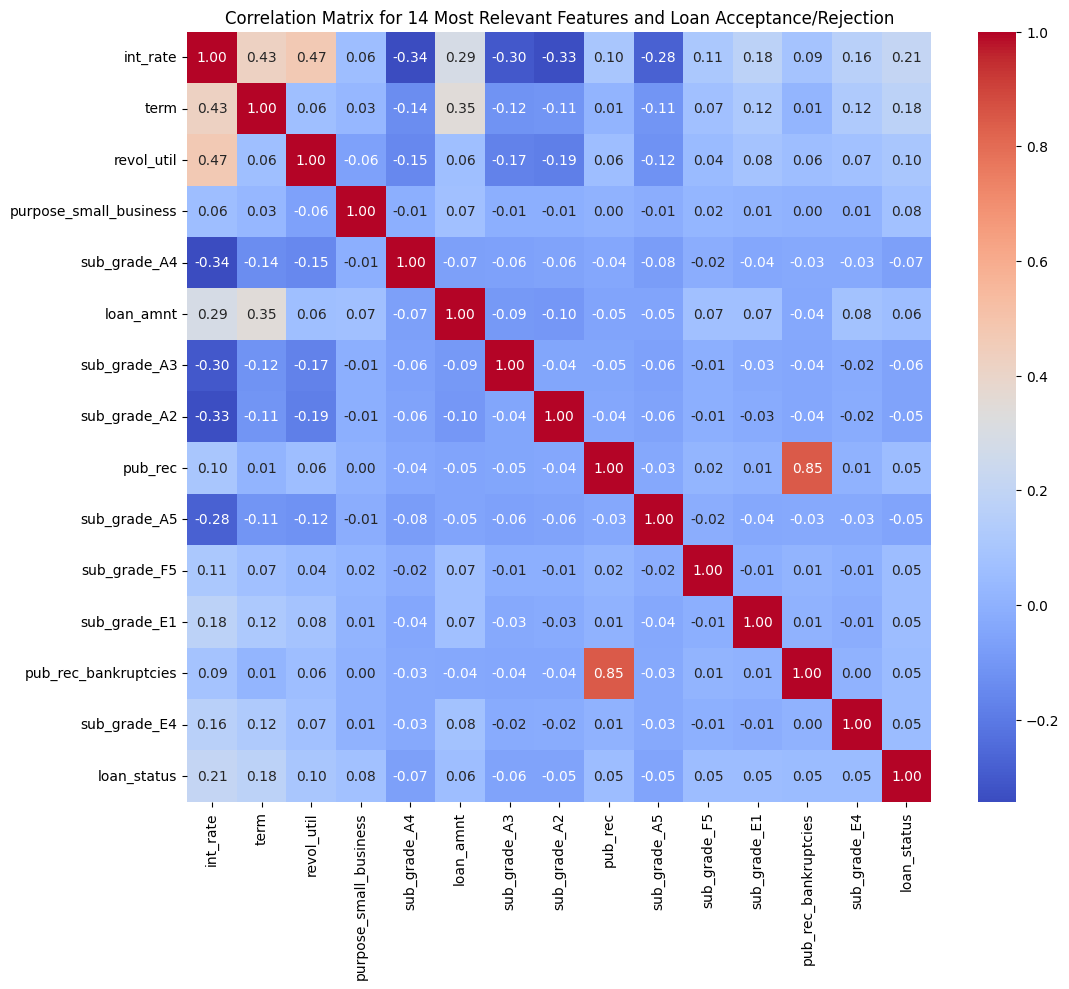 Correlation Matrix for 14 Most Relevant Features and Loan Acceptance/Rejection
int_rate 1.00 0.43 0.47 0.06 -0.34 0.29 -0.30 -0.33 0.10 -0.28 0.11 0.18 0.09 0.16 0.21
term 0.43 1.00 0.06 0.03 -0.14 0.35 -0.12 -0.11 0.01 -0.11 0.07 0.12 0.01 0.12 0.18
revol_util 0.47 0.06 1.00 -0.06 -0.15 0.06 -0.17 -0.19 0.06 -0.12 0.04 0.08 0.06 0.07 0.10
purpose_small_business 0.06 0.03 -0.06 1.00 -0.01 0.07 -0.01 -0.01 0.00 -0.01 0.02 0.01 0.00 0.01 0.08
sub_grade_A4 -0.34 -0.14 -0.15 -0.01 1.00 -0.07 -0.06 -0.06 -0.04 -0.08 -0.02 -0.04 -0.03 -0.03 -0.07
loan_amnt 0.29 0.35 0.06 0.07 -0.07 1.00 -0.09 -0.10 -0.05 -0.05 0.07 0.07 -0.04 0.08 0.06
sub_grade_A3 -0.30 -0.12 -0.17 -0.01 -0.06 -0.09 1.00 -0.04 -0.05 -0.06 -0.01 -0.03 -0.04 -0.02 -0.06
sub_grade_A2 -0.33 -0.11 -0.19 -0.01 -0.06 -0.10 -0.04 1.00 -0.04 -0.06 -0.01 -0.03 -0.04 -0.02 -0.05
pub_rec 0.10 0.01 0.06 0.00 -0.04 -0.05 -0.05 -0.04 1.00 -0.03 0.02 0.01 0.85 0.01 0.05
sub_grade_A5 -0.28 -0.11 -0.12 -0.01 -0.08 -0.05 -0.06 -0.06 -0.03 1.00 -0.02 -0.04 -0.03 -0.03 -0.05
sub_grade_F5 0.11 0.07 0.04 0.02 -0.02 0.07 -0.01 -0.01 0.02 -0.02 1.00 -0.01 0.01 -0.01 0.05
sub_grade_E1 0.18 0.12 0.08 0.01 -0.04 0.07 -0.03 -0.03 0.01 -0.04 -0.01 1.00 0.01 -0.01 0.05
pub_rec_bankruptcies 0.09 0.01 0.06 0.00 -0.03 -0.04 -0.04 -0.04 0.85 -0.03 0.01 0.01 1.00 0.00 0.05
sub_grade_E4 0.16 0.12 0.07 0.01 -0.03 0.08 -0.02 -0.02 0.01 -0.03 -0.01 -0.01 0.00 1.00 0.05
loan_status 0.21 0.18 0.10 0.08 -0.07 0.06 -0.06 -0.05 0.05 -0.05 0.05 0.05 0.05 0.05 1.00
int_rate
term
revol_util
purpose_small_business
sub_grade_A4
loan_amnt
sub_grade_A3
sub_grade_A2
pub_rec
sub_grade_A5
sub_grade_F5
sub_grade_E1
pub_rec_bankruptcies
sub_grade_E4
loan_status
1.0
0.8
0.6
0.4
0.2
0.0
−0.2